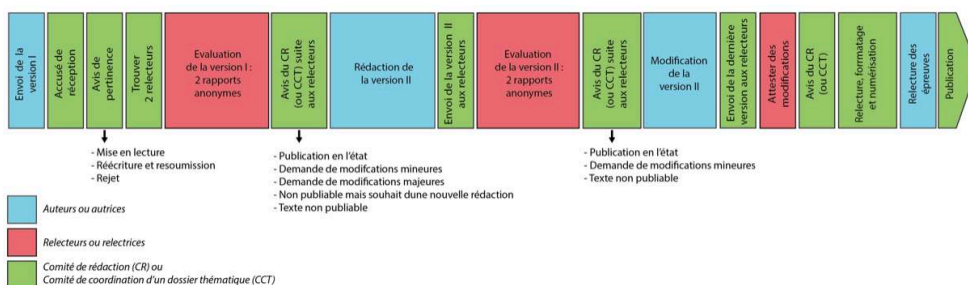 Envoi de la
version I
Accusé de
réception
Avis de
pertinence
Trouver
2 relecteurs
Evaluation
de la version I :
2 rapports
anonymes
Avis du CR
(ou CCT) suite
aux relecteurs
Rédaction de
la version II
Envoi de la version II
aux relecteurs
Evaluation
de la version II :
2 rapports
anonymes
Avis du CR
(ou CCT) suite
aux relecteurs
Modification
de la
version II
Envoi de la dernière
version aux relecteurs
Attester des
modifications
Avis du CR
(ou CCT)
Relecture, formatage
et numérisation
Relecture des
épreuves
Publication
- Mise en lecture
- Réécriture et resoumission
- Rejet
- Publication en l'état
- Demande de modifcations mineures
- Demande de modifications majeures
- Non publiable mais souhait dune nouvelle rédaction
- Texte non publiable
- Publication en l'état
- Demande de modifications mineures
- Texte non publiable
Auteurs ou autrices
Relecteurs ou relectrices
Comité de rédaction (CR) ou
Comité de coordination d'un dossier thématique (CCT)